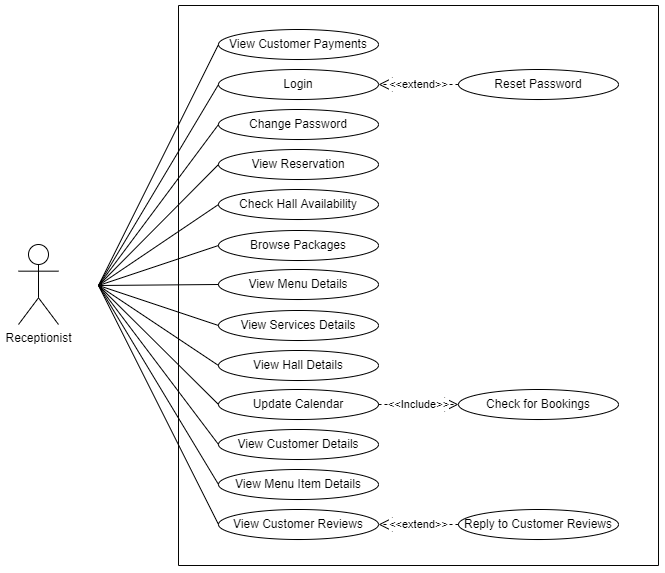 View Customer Payments
Login
<<extend>>
Reset Password
Change Password
View Reservation
Check Hall Availability
Browse Packages
View Menu Details
View Services Details
Receptionist
View Hall Details
Update Calendar
<<Include>>
Check for Bookings
View Customer Details
View Menu Item Details
View Customer Reviews
<<extend>>
Reply to Customer Reviews